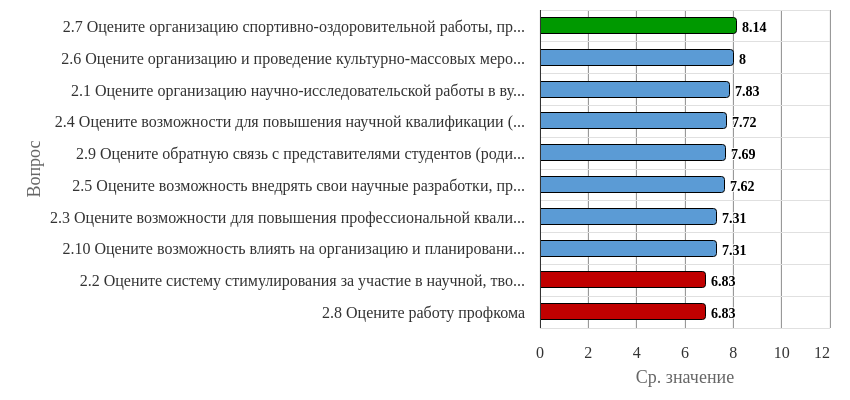 2.7 Оцените организацию спортивно-оздоровительной работы, пр... 8.14
2.6 Оцените организацию и проведение культурно-массовых меро... 8
2.1 Оцените организацию научно-исследовательской работы в ву... 7.83
2.4 Оцените возможности для повышения научной квалификации (... 7.72
2.9 Оцените обратную связь с представителями студентов (роди... 7.69
2.5 Оцените возможность внедрять свои научные разработки, пр... 7.62
2.3 Оцените возможности для повышения профессиональной квали... 7.31
2.10 Оцените возможность влиять на организацию и планировани... 7.31
2.2 Оцените систему стимулирования за участие в научной, тво... 6.83
2.8 Оцените работу профкома 6.83
Вопрос
0 2 4 6 8 10 12
Ср. значение